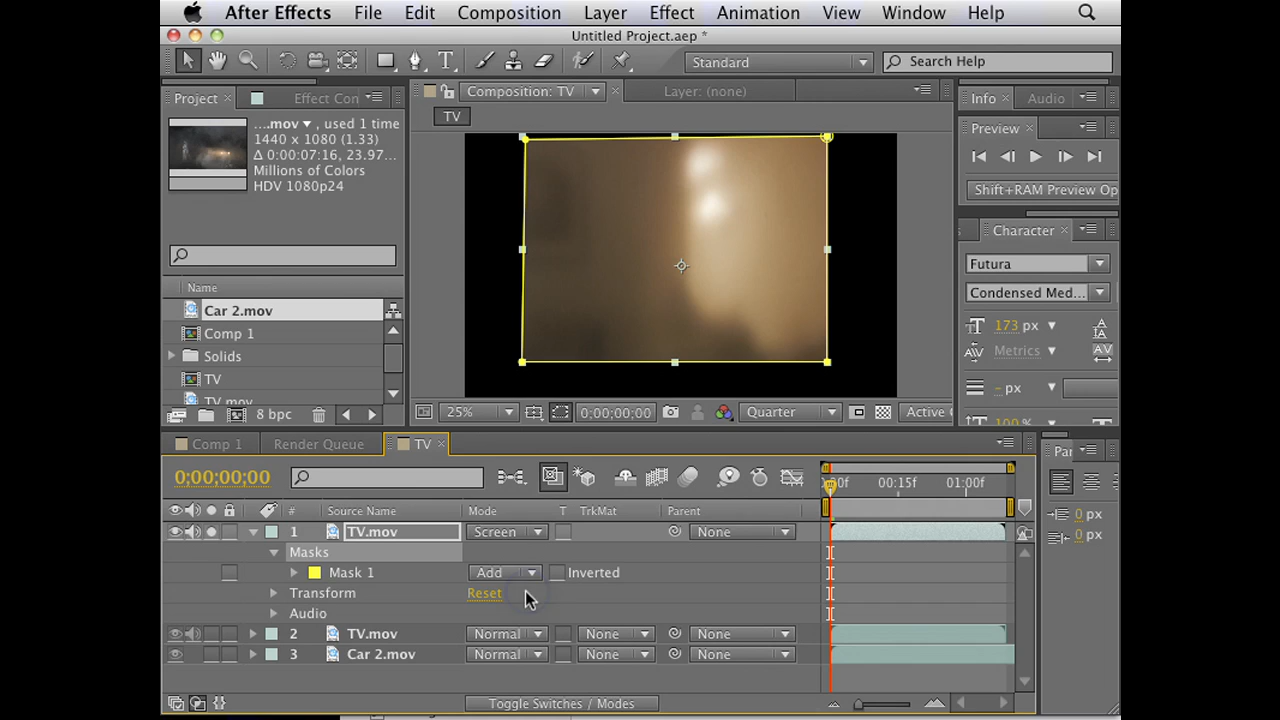 After Effects File Edit Composition Layer Effect Animation View Window Help
Untitled Project.aep *
Standard Search Help
Project Effect Con Composition: TV Layer: (none) Info Audio
TV
....mov ▾ , used 1 time
1440 x 1080 (1.33)
Δ 0:00:07:16, 23.97...
Millions of Colors
HDV 1080p24
Preview
Shift+RAM Preview Op
Character
Futura
Condensed Med...
173 px
Metrics
- px
100 %
Name
Car 2.mov
Comp 1
Solids
TV
TV.mov
8 bpc
25% 0;00;00;00 Quarter Active
Comp 1 Render Queue TV
0;00;00;00
:00f 00:15f 01:00f
# Source Name Mode T TrkMat Parent
1 TV.mov Screen None
Masks
Mask 1 Add Inverted
Transform Reset
Audio
2 TV.mov Normal None None
3 Car 2.mov Normal None None
Toggle Switches / Modes
Par
0 px
0 px